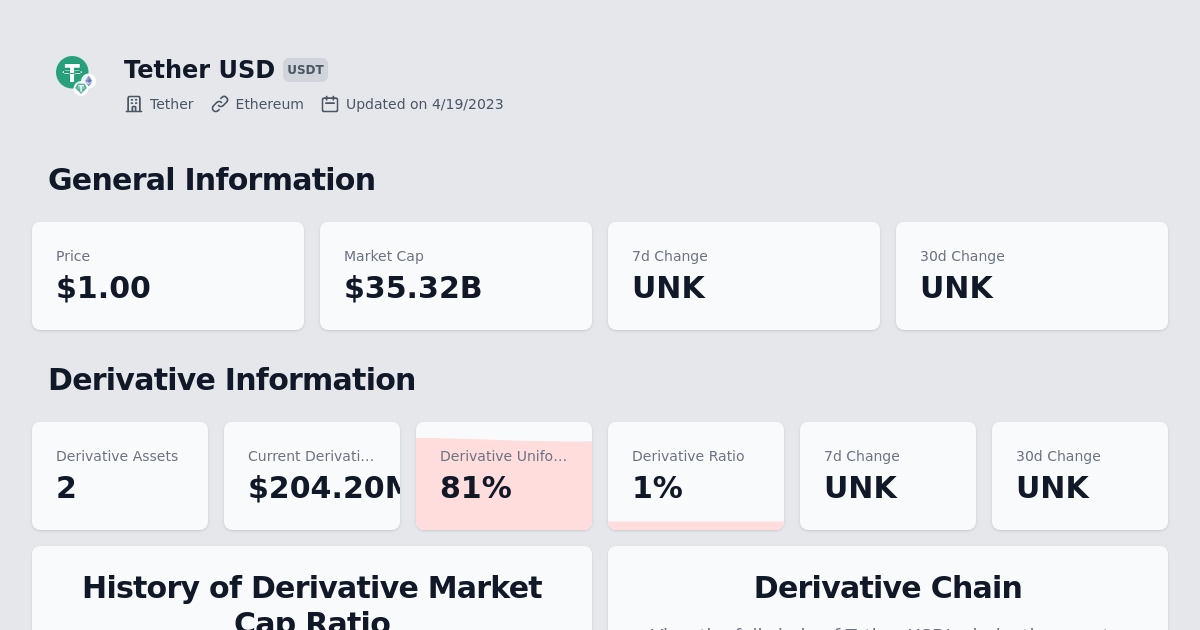 Tether USD USDT
Tether Ethereum Updated on 4/19/2023
General Information
Price
$1.00
Market Cap
$35.32B
7d Change
UNK
30d Change
UNK
Derivative Information
Derivative Assets
2
Current Derivati…
$204.20M
Derivative Unifo…
81%
Derivative Ratio
1%
7d Change
UNK
30d Change
UNK
History of Derivative Market
Cap Ratio
Derivative Chain